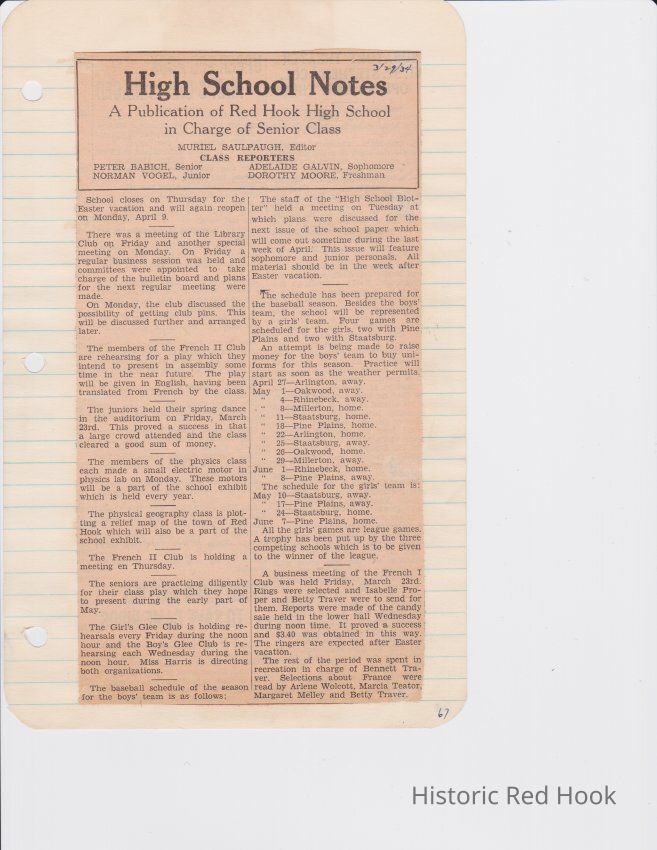 3/29/34
High School Notes
A Publication of Red Hook High School
in Charge of Senior Class
MURIEL SAULPAUGH, Editor
CLASS REPORTERS
PETER BABICH, Senior
NORMAN VOGEL, Junior
ADELAIDE GALVIN, Sophomore
DOROTHY MOORE, Freshman
School closes on Thursday for the
Easter vacation and will again reopen
on Monday, April 9.
There was a meeting of the Library
Club on Friday and another special
meeting on Monday. On Friday a
regular business session was held and
committees were appointed to take
charge of the bulletin board and plans
for the next regular meeting were
made.
On Monday, the club discussed the
possibility of getting club pins. This
will be discussed further and arranged
later.
The members of the French II Club
are rehearsing for a play which they
intend to present in assembly some
time in the near future. The play
will be given in English, having been
translated from French by the class.
The juniors held their spring dance
in the auditorium on Friday, March
23rd. This proved a success in that
a large crowd attended and the class
cleared a good sum of money.
The members of the physics class
each made a small electric motor in
physics lab on Monday. These motors
will be a part of the school exhibit
which is held every year.
The physical geography class is plot-
ting a relief map of the town of Red
Hook which will also be a part of the
school exhibit.
The French II Club is holding a
meeting en Thursday.
The seniors are practicing diligently
for their class play which they hope
to present during the early part of
May.
The Girl's Glee Club is holding re-
hearsals every Friday during the noon
hour and the Boy's Glee Club is re-
hearsing each Wednesday during the
noon hour. Miss Harris is directing
both organizations.
The baseball schedule of the season
for the boys' team is as follows:
The staff of the "High School Blot-
ter" held a meeting on Tuesday at
which plans were discussed for the
next issue of the school paper which
will come out sometime during the last
week of April. This issue will feature
sophomore and junior personals. All
material should be in the week after
Easter vacation.
The schedule has been prepared for
the baseball season. Besides the boys'
team, the school will be represented
by a girls' team. Four games are
scheduled for the girls, two with Pine
Plains and two with Staatsburg.
An attempt is being made to raise
money for the boys' team to buy uni-
forms for this season. Practice will
start as soon as the weather permits.
April 27—Arlington, away.
May 1—Oakwood, away.
" 4—Rhinebeck, away.
" 8—Millerton, home.
" 11—Staatsburg, home.
" 18—Pine Plains, home.
" 22—Arlington, home.
" 25—Staatsburg, away.
" 26—Oakwood, home.
" 29—Millerton, away.
June 1—Rhinebeck, home.
" 8—Pine Plains, away.
The schedule for the girls' team is:
May 10—Staatsburg, away.
" 17—Pine Plains, away.
" 24—Staatsburg, home.
June 7—Pine Plains, home.
All the girls' games are league games.
A trophy has been put up by the three
competing schools which is to be given
to the winner of the league.
A business meeting of the French I
Club was held Friday, March 23rd.
Rings were selected and Isabelle Pro-
per and Betty Traver were to send for
them. Reports were made of the candy
sale held in the lower hall Wednesday
during noon time. It proved a success
and $3.40 was obtained in this way.
The ringers are expected after Easter
vacation.
The rest of the period was spent in
recreation in charge of Bennett Tra-
ver. Selections about France were
read by Arlene Wolcott, Marcia Teator,
Margaret Melley and Betty Traver.
67
Historic Red Hook